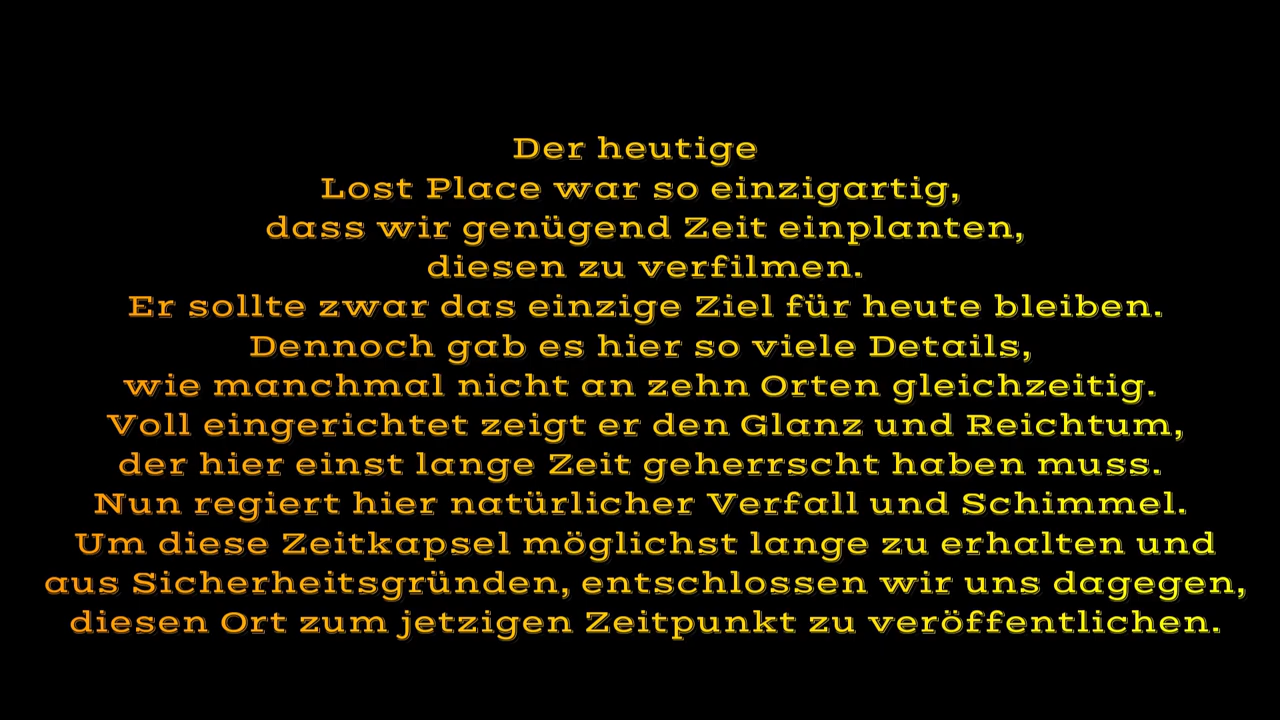 Der heutige
Lost Place war so einzigartig,
dass wir genügend Zeit einplanten,
diesen zu verfilmen.
Er sollte zwar das einzige Ziel für heute bleiben.
Dennoch gab es hier so viele Details,
wie manchmal nicht an zehn Orten gleichzeitig.
Voll eingerichtet zeigt er den Glanz und Reichtum,
der hier einst lange Zeit geherrscht haben muss.
Nun regiert hier natürlicher Verfall und Schimmel.
Um diese Zeitkapsel möglichst lange zu erhalten und
aus Sicherheitsgründen, entschlossen wir uns dagegen,
diesen Ort zum jetzigen Zeitpunkt zu veröffentlichen.